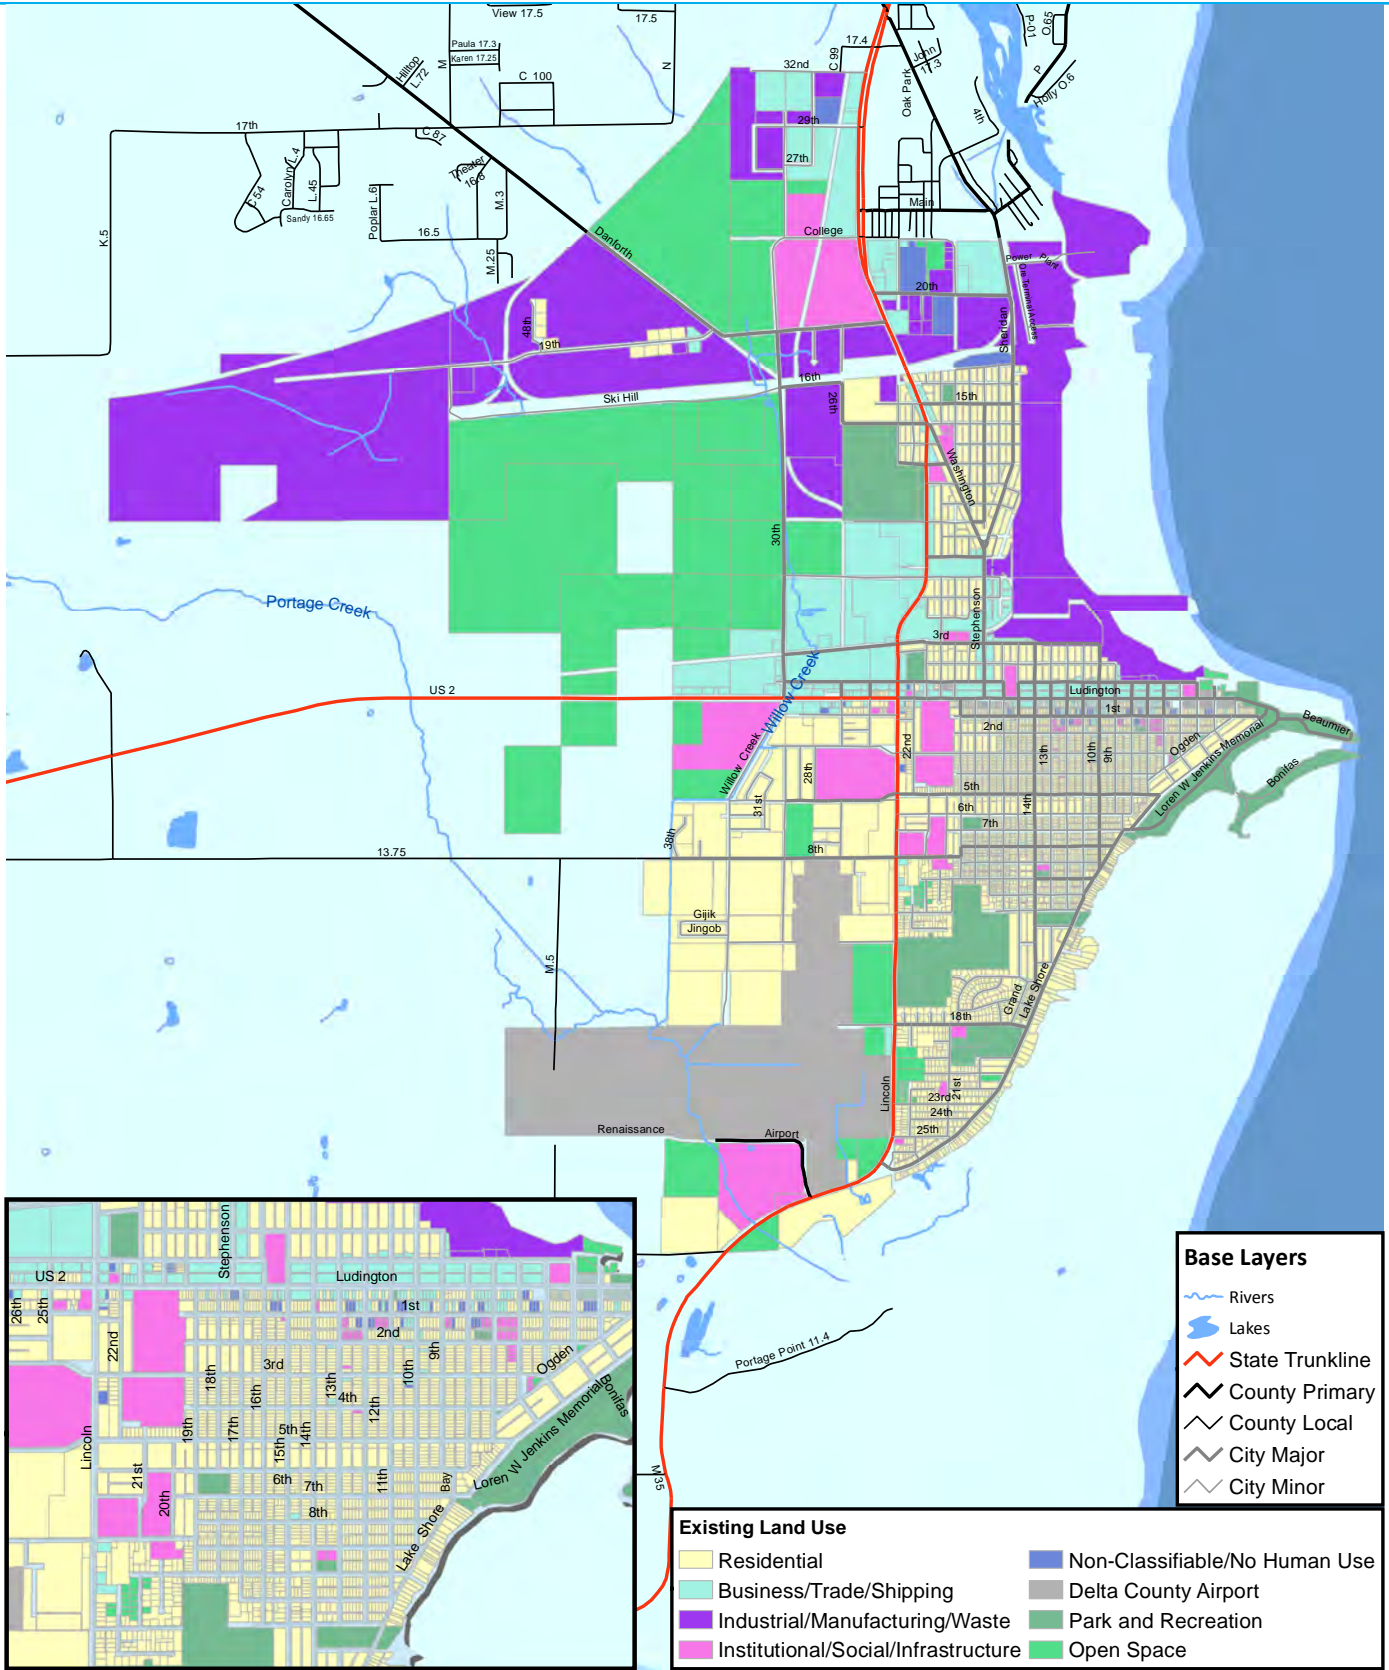 View 17.5
17.5
Paula 17.3
Karen 17.25
M
N
C 100
Hilltop
L.72
17th
C 87
Theater
16.8
C 54
Carolyn L.4
L.45
Sandy 16.65
Poplar L.6
16.5
M.3
M.25
K.5
32nd
C 99
17.4
John
17.3
Oak Park
4th
P-01
O.65
P
Holly O.6
29th
27th
Main
College
Danforth
Power Plant
Ore Terminal Access
20th
Sheridan
48th
19th
16th
Ski Hill
26th
15th
Washington
30th
Portage Creek
3rd
Stephenson
US 2
Willow Creek
Ludington
1st
2nd
22nd
13th
10th
9th
Ogden
Beaumier
Bonifas
Loren W Jenkins Memorial
Willow Creek
28th
31st
5th
6th
14th
7th
38th
13.75
8th
Gijik
Jingob
M.5
Grand
Lake Shore
18th
Lincoln
23rd
21st
24th
25th
Renaissance
Airport
Portage Point 11.4
M 35
US 2
Stephenson
Ludington
1st
2nd
26th
25th
22nd
3rd
18th
16th
13th
4th
10th
9th
12th
Ogden
Bonifas
Loren W Jenkins Memorial
Lincoln
19th
17th
5th
15th
14th
21st
20th
6th
7th
11th
Bay
8th
Lake Shore
Base Layers
Rivers
Lakes
State Trunkline
County Primary
County Local
City Major
City Minor
Existing Land Use
Residential
Business/Trade/Shipping
Industrial/Manufacturing/Waste
Institutional/Social/Infrastructure
Non-Classifiable/No Human Use
Delta County Airport
Park and Recreation
Open Space